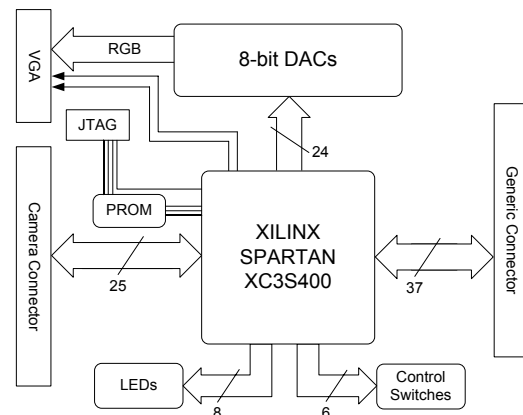 VGA
RGB
8-bit DACs
JTAG
24
PROM
Camera Connector
XILINX
SPARTAN
XC3S400
Generic Connector
25
37
LEDs
8
6
Control
Switches